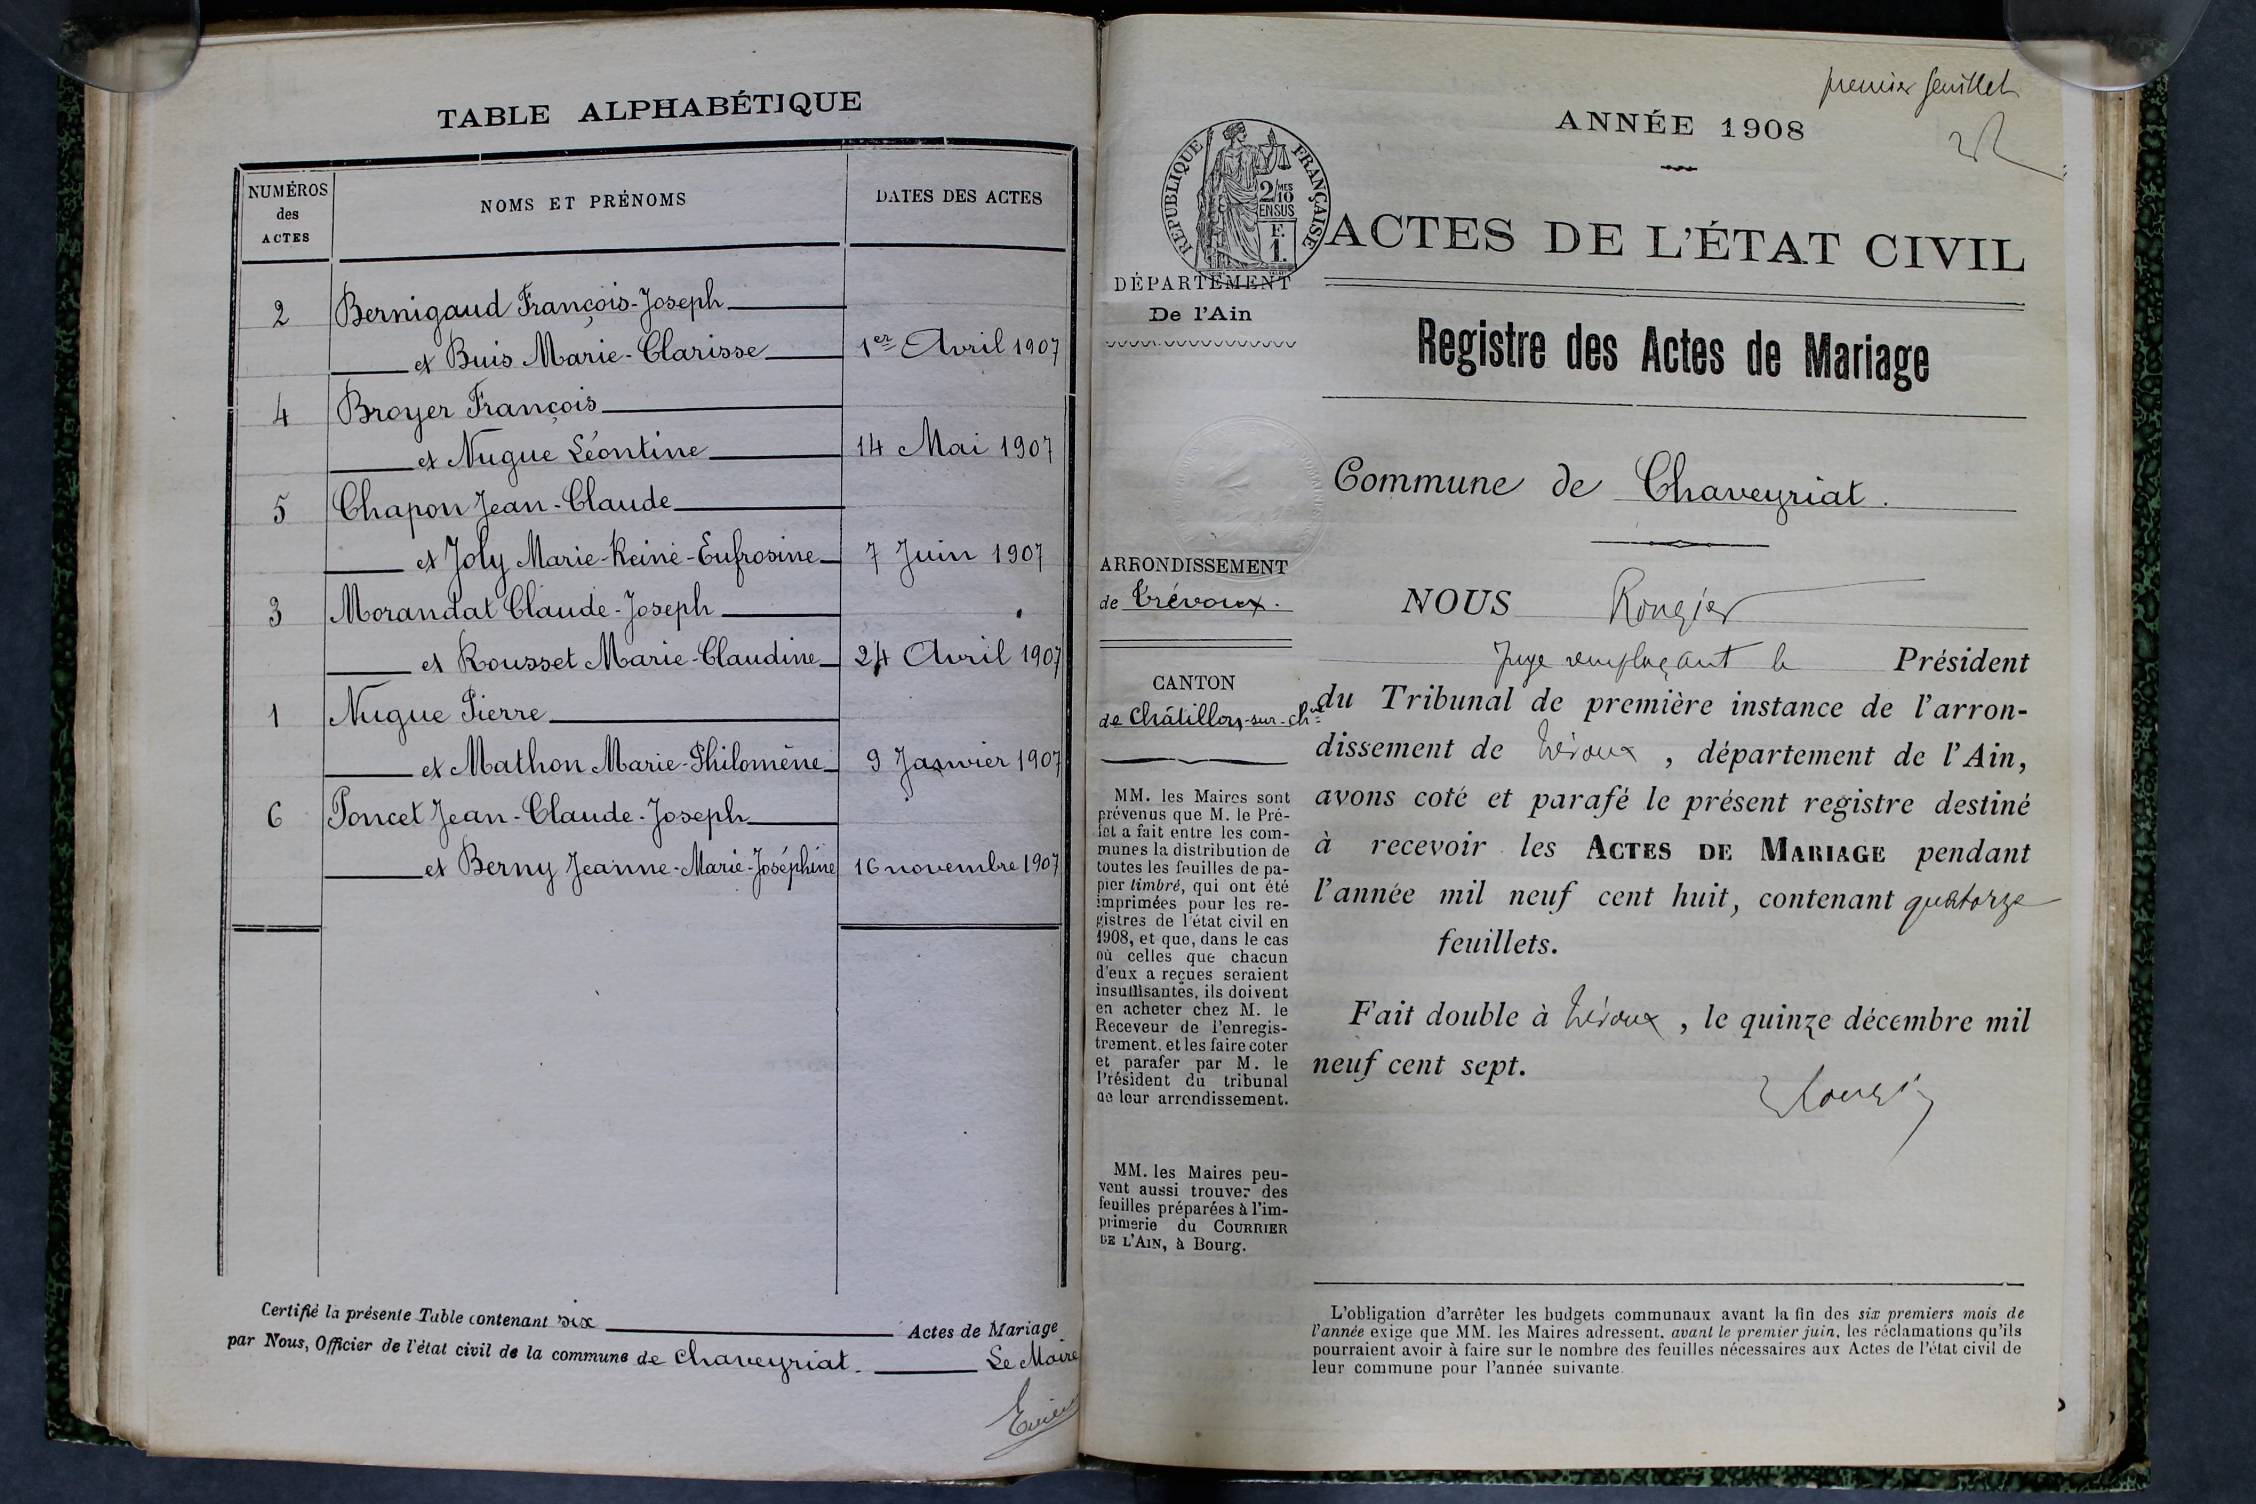 TABLE ALPHABÉTIQUE
NUMÉROS
des
ACTES
NOMS ET PRÉNOMS
DATES DES ACTES
2 Bernigaud François-Joseph
et Buis Marie-Clarisse 1er Avril 1907
4 Broyer François
et Nugue Léontine 14 Mai 1907
5 Chapon Jean-Claude
et Joly Marie-Reine-Eufrosine 7 Juin 1907
3 Morandat Claude-Joseph
et Rousset Marie-Claudine 24 Avril 1907
1 Nugue Pierre
et Mathon Marie-Philomène 9 Janvier 1907
6 Poncet Jean-Claude-Joseph
et Berny Jeanne-Marie-Joséphine 16 novembre 1907
Certifié la présente Table contenant six Actes de Mariage
par Nous, Officier de l'état civil de la commune de Chaveyriat. Le Maire
premier feuillet
ANNÉE 1908
RÉPUBLIQUE FRANÇAISE
2/10 MES
EN SUS
F.
1.
ACTES DE L'ÉTAT CIVIL
DÉPARTEMENT
De l'Ain
Registre des Actes de Mariage
Commune de Chaveyriat.
ARRONDISSEMENT
de Trévoux.
CANTON
de Châtillon-sur-Chne
MM. les Maires sont
prévenus que M. le Pré-
fet a fait entre les com-
munes la distribution de
toutes les feuilles de pa-
pier timbré, qui ont été
imprimées pour les re-
gistres de l'état civil en
1908, et que, dans le cas
où celles que chacun
d'eux a reçues seraient
insuffisantes, ils doivent
en acheter chez M. le
Receveur de l'enregis-
trement, et les faire coter
et parafer par M. le
Président du tribunal
de leur arrondissement.
MM. les Maires peu-
vent aussi trouver des
feuilles préparées à l'im-
primerie du COURRIER
DE L'AIN, à Bourg.
NOUS Rougier
Juge remplaçant le Président
du Tribunal de première instance de l'arron-
dissement de Trévoux, département de l'Ain,
avons coté et parafé le présent registre destiné
à recevoir les ACTES DE MARIAGE pendant
l'année mil neuf cent huit, contenant quatorze
feuillets.
Fait double à Trévoux, le quinze décembre mil
neuf cent sept.
Rougier
L'obligation d'arrêter les budgets communaux avant la fin des six premiers mois de
l'année exige que MM. les Maires adressent, avant le premier juin, les réclamations qu'ils
pourraient avoir à faire sur le nombre des feuilles nécessaires aux Actes de l'état civil de
leur commune pour l'année suivante.